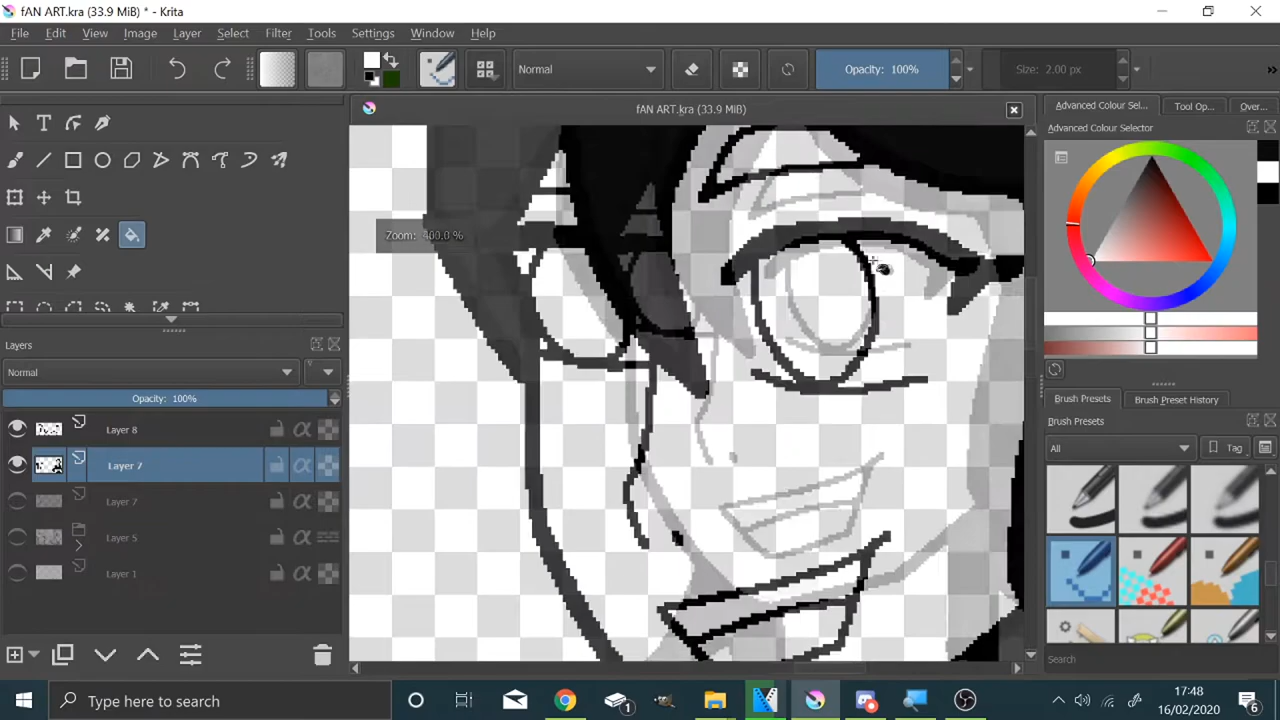 fAN ART.kra (33.9 MiB) * - Krita
File Edit View Image Layer Select Filter Tools Settings Window Help
Normal Opacity: 100% Size: 2.00 px »
fAN ART.kra (33.9 MiB)
Advanced Colour Sel... Tool Op... Over...
Advanced Colour Selector
Zoom: 400.0 %
Layers
Normal
Opacity: 100%
Layer 8
Layer 7
Layer 7
Layer 5
Layer 1
Brush Presets Brush Preset History
Brush Presets
All Tag
Search
Type here to search
1
17:48
16/02/2020
6